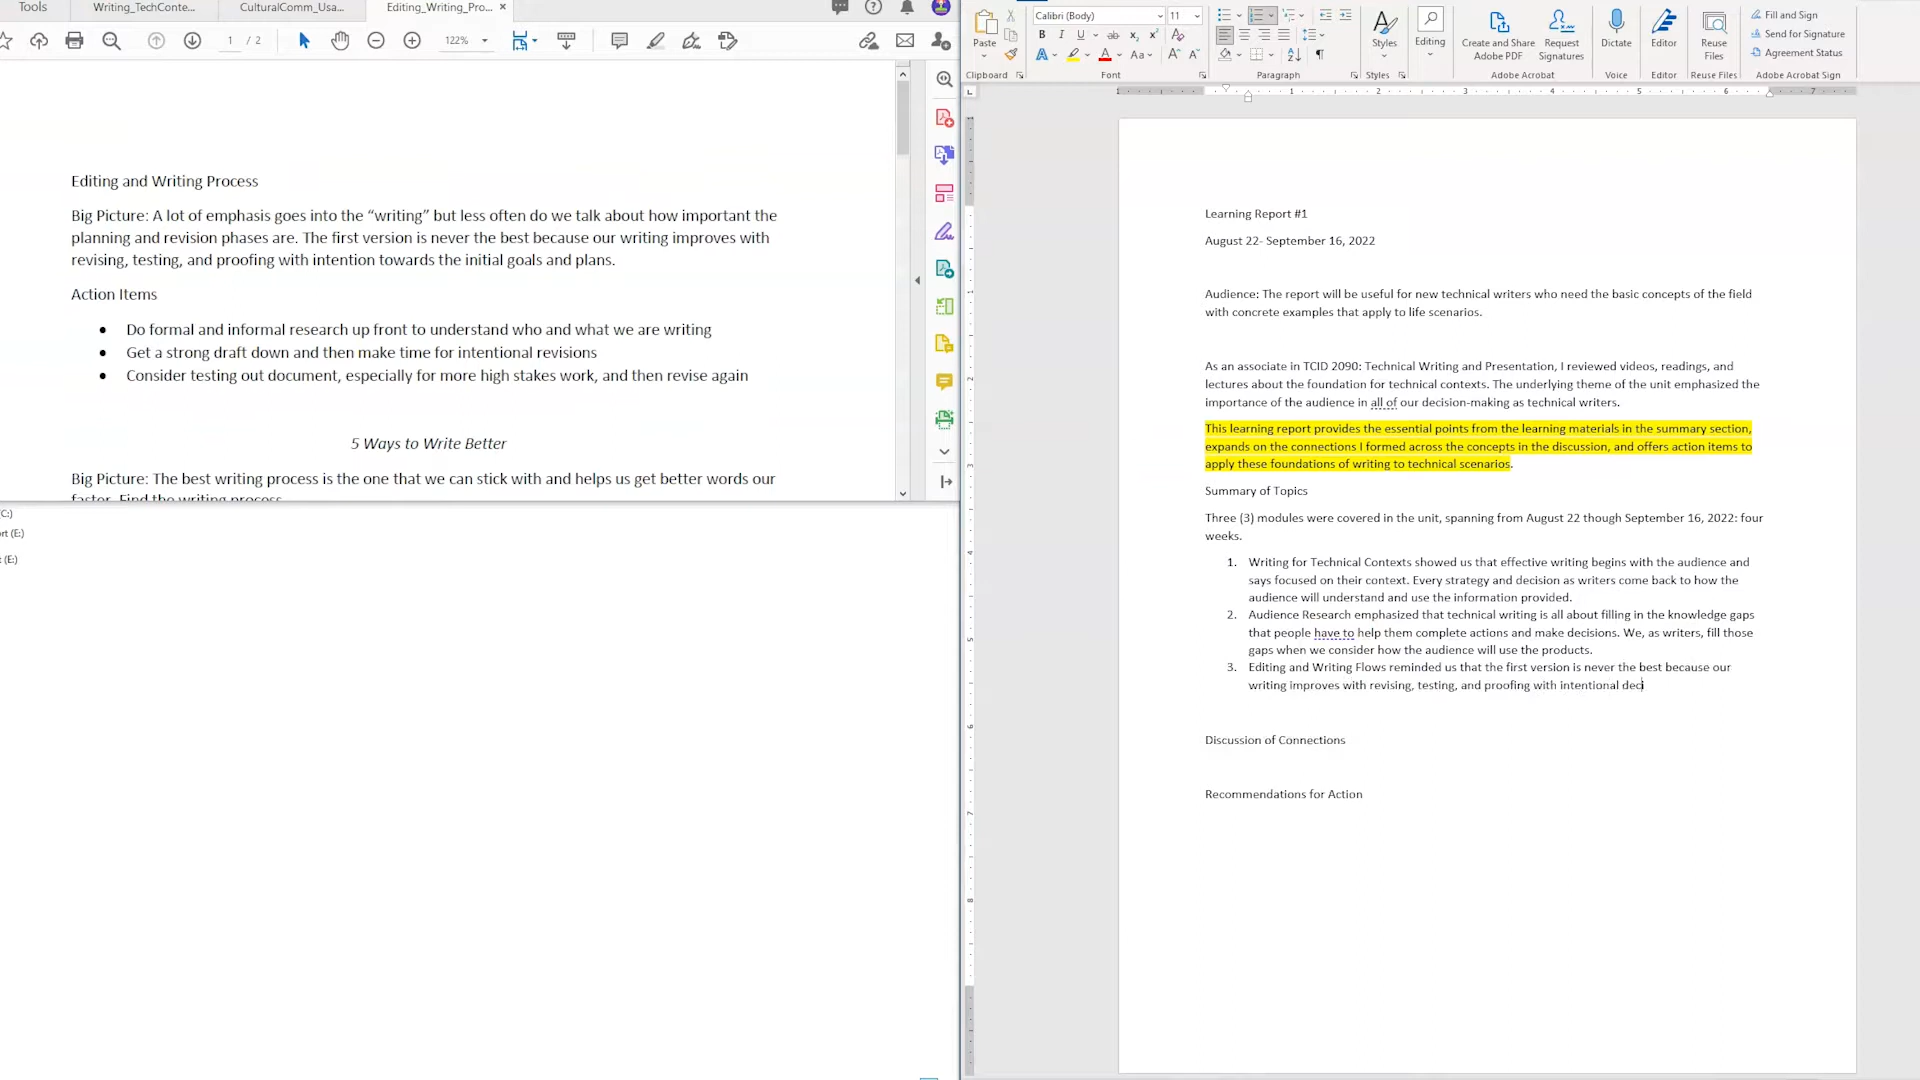 Tools
Writing_TechConte...
CulturalComm_Usa...
Editing_Writing_Pro...
1 / 2
122%
Editing and Writing Process
Big Picture: A lot of emphasis goes into the “writing” but less often do we talk about how important the
planning and revision phases are. The first version is never the best because our writing improves with
revising, testing, and proofing with intention towards the initial goals and plans.
Action Items
• Do formal and informal research up front to understand who and what we are writing
• Get a strong draft down and then make time for intentional revisions
• Consider testing out document, especially for more high stakes work, and then revise again
5 Ways to Write Better
Big Picture: The best writing process is the one that we can stick with and helps us get better words our
faster. Find the writing process
(C:)
(E:)
(E:)
Paste
Clipboard
Calibri (Body)
11
B I U ab x₂ x²
A A Aa A A
Font
Paragraph
Styles
Styles
Editing
Create and Share
Adobe PDF
Request
Signatures
Adobe Acrobat
Dictate
Voice
Editor
Editor
Reuse
Files
Reuse Files
Fill and Sign
Send for Signature
Agreement Status
Adobe Acrobat Sign
1 1 2 3 4 5 6 7
Learning Report #1
August 22- September 16, 2022
Audience: The report will be useful for new technical writers who need the basic concepts of the field
with concrete examples that apply to life scenarios.
As an associate in TCID 2090: Technical Writing and Presentation, I reviewed videos, readings, and
lectures about the foundation for technical contexts. The underlying theme of the unit emphasized the
importance of the audience in all of our decision-making as technical writers.
This learning report provides the essential points from the learning materials in the summary section,
expands on the connections I formed across the concepts in the discussion, and offers action items to
apply these foundations of writing to technical scenarios.
Summary of Topics
Three (3) modules were covered in the unit, spanning from August 22 though September 16, 2022: four
weeks.
1. Writing for Technical Contexts showed us that effective writing begins with the audience and
says focused on their context. Every strategy and decision as writers come back to how the
audience will understand and use the information provided.
2. Audience Research emphasized that technical writing is all about filling in the knowledge gaps
that people have to help them complete actions and make decisions. We, as writers, fill those
gaps when we consider how the audience will use the products.
3. Editing and Writing Flows reminded us that the first version is never the best because our
writing improves with revising, testing, and proofing with intentional deci
Discussion of Connections
Recommendations for Action